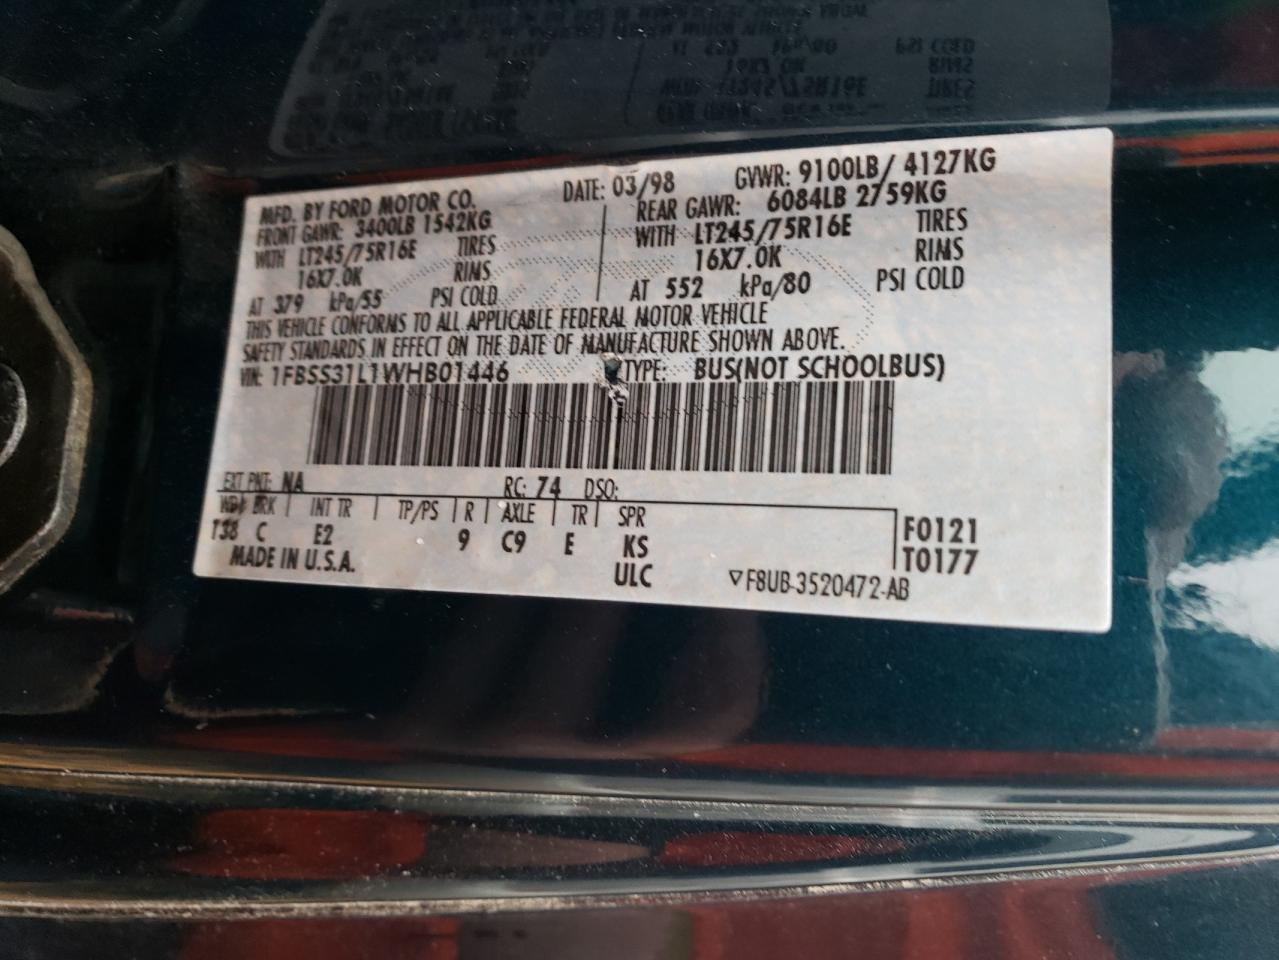 MFD. BY FORD MOTOR CO. DATE: 03/98 GVWR: 9100LB/ 4127KG
FRONT GAWR: 3400LB 1542KG REAR GAWR: 6084LB 2759KG
WITH LT245/75R16E TIRES WITH LT245/75R16E TIRES
16X7.0K RIMS 16X7.0K RIMS
AT 379 kPa/55 PSI COLD AT 552 kPa/80 PSI COLD
THIS VEHICLE CONFORMS TO ALL APPLICABLE FEDERAL MOTOR VEHICLE
SAFETY STANDARDS IN EFFECT ON THE DATE OF MANUFACTURE SHOWN ABOVE.
VIN: 1FBSS31L1WHB01446 TYPE: BUS(NOT SCHOOLBUS)
EXT PNT: NA RC: 74 DSO:
BRK INT TR TP/PS R AXLE TR SPR F0121
T38 C E2 9 C9 E KS T0177
MADE IN U.S.A. ULC ▽F8UB-3520472-AB